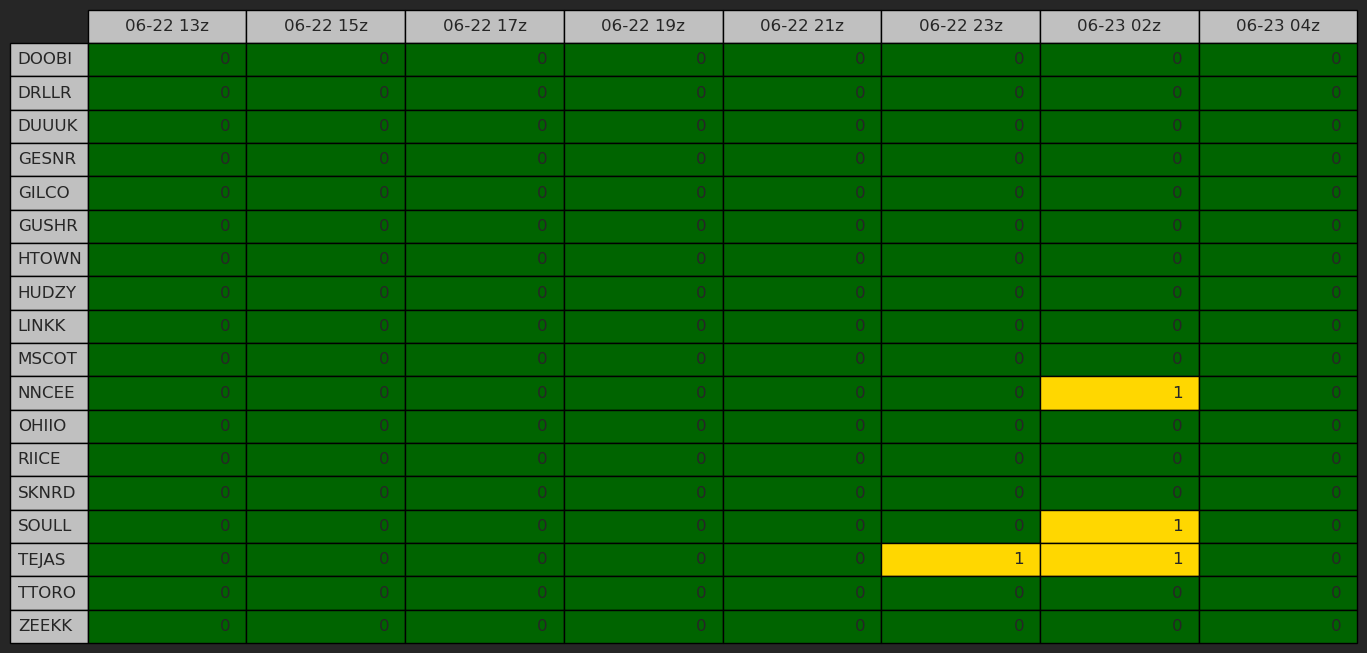 06-22 13z 06-22 15z 06-22 17z 06-22 19z 06-22 21z 06-22 23z 06-23 02z 06-23 04z
DOOBI 0 0 0 0 0 0 0 0
DRLLR 0 0 0 0 0 0 0 0
DUUUK 0 0 0 0 0 0 0 0
GESNR 0 0 0 0 0 0 0 0
GILCO 0 0 0 0 0 0 0 0
GUSHR 0 0 0 0 0 0 0 0
HTOWN 0 0 0 0 0 0 0 0
HUDZY 0 0 0 0 0 0 0 0
LINKK 0 0 0 0 0 0 0 0
MSCOT 0 0 0 0 0 0 0 0
NNCEE 0 0 0 0 0 0 1 0
OHIIO 0 0 0 0 0 0 0 0
RIICE 0 0 0 0 0 0 0 0
SKNRD 0 0 0 0 0 0 0 0
SOULL 0 0 0 0 0 0 1 0
TEJAS 0 0 0 0 0 1 1 0
TTORO 0 0 0 0 0 0 0 0
ZEEKK 0 0 0 0 0 0 0 0